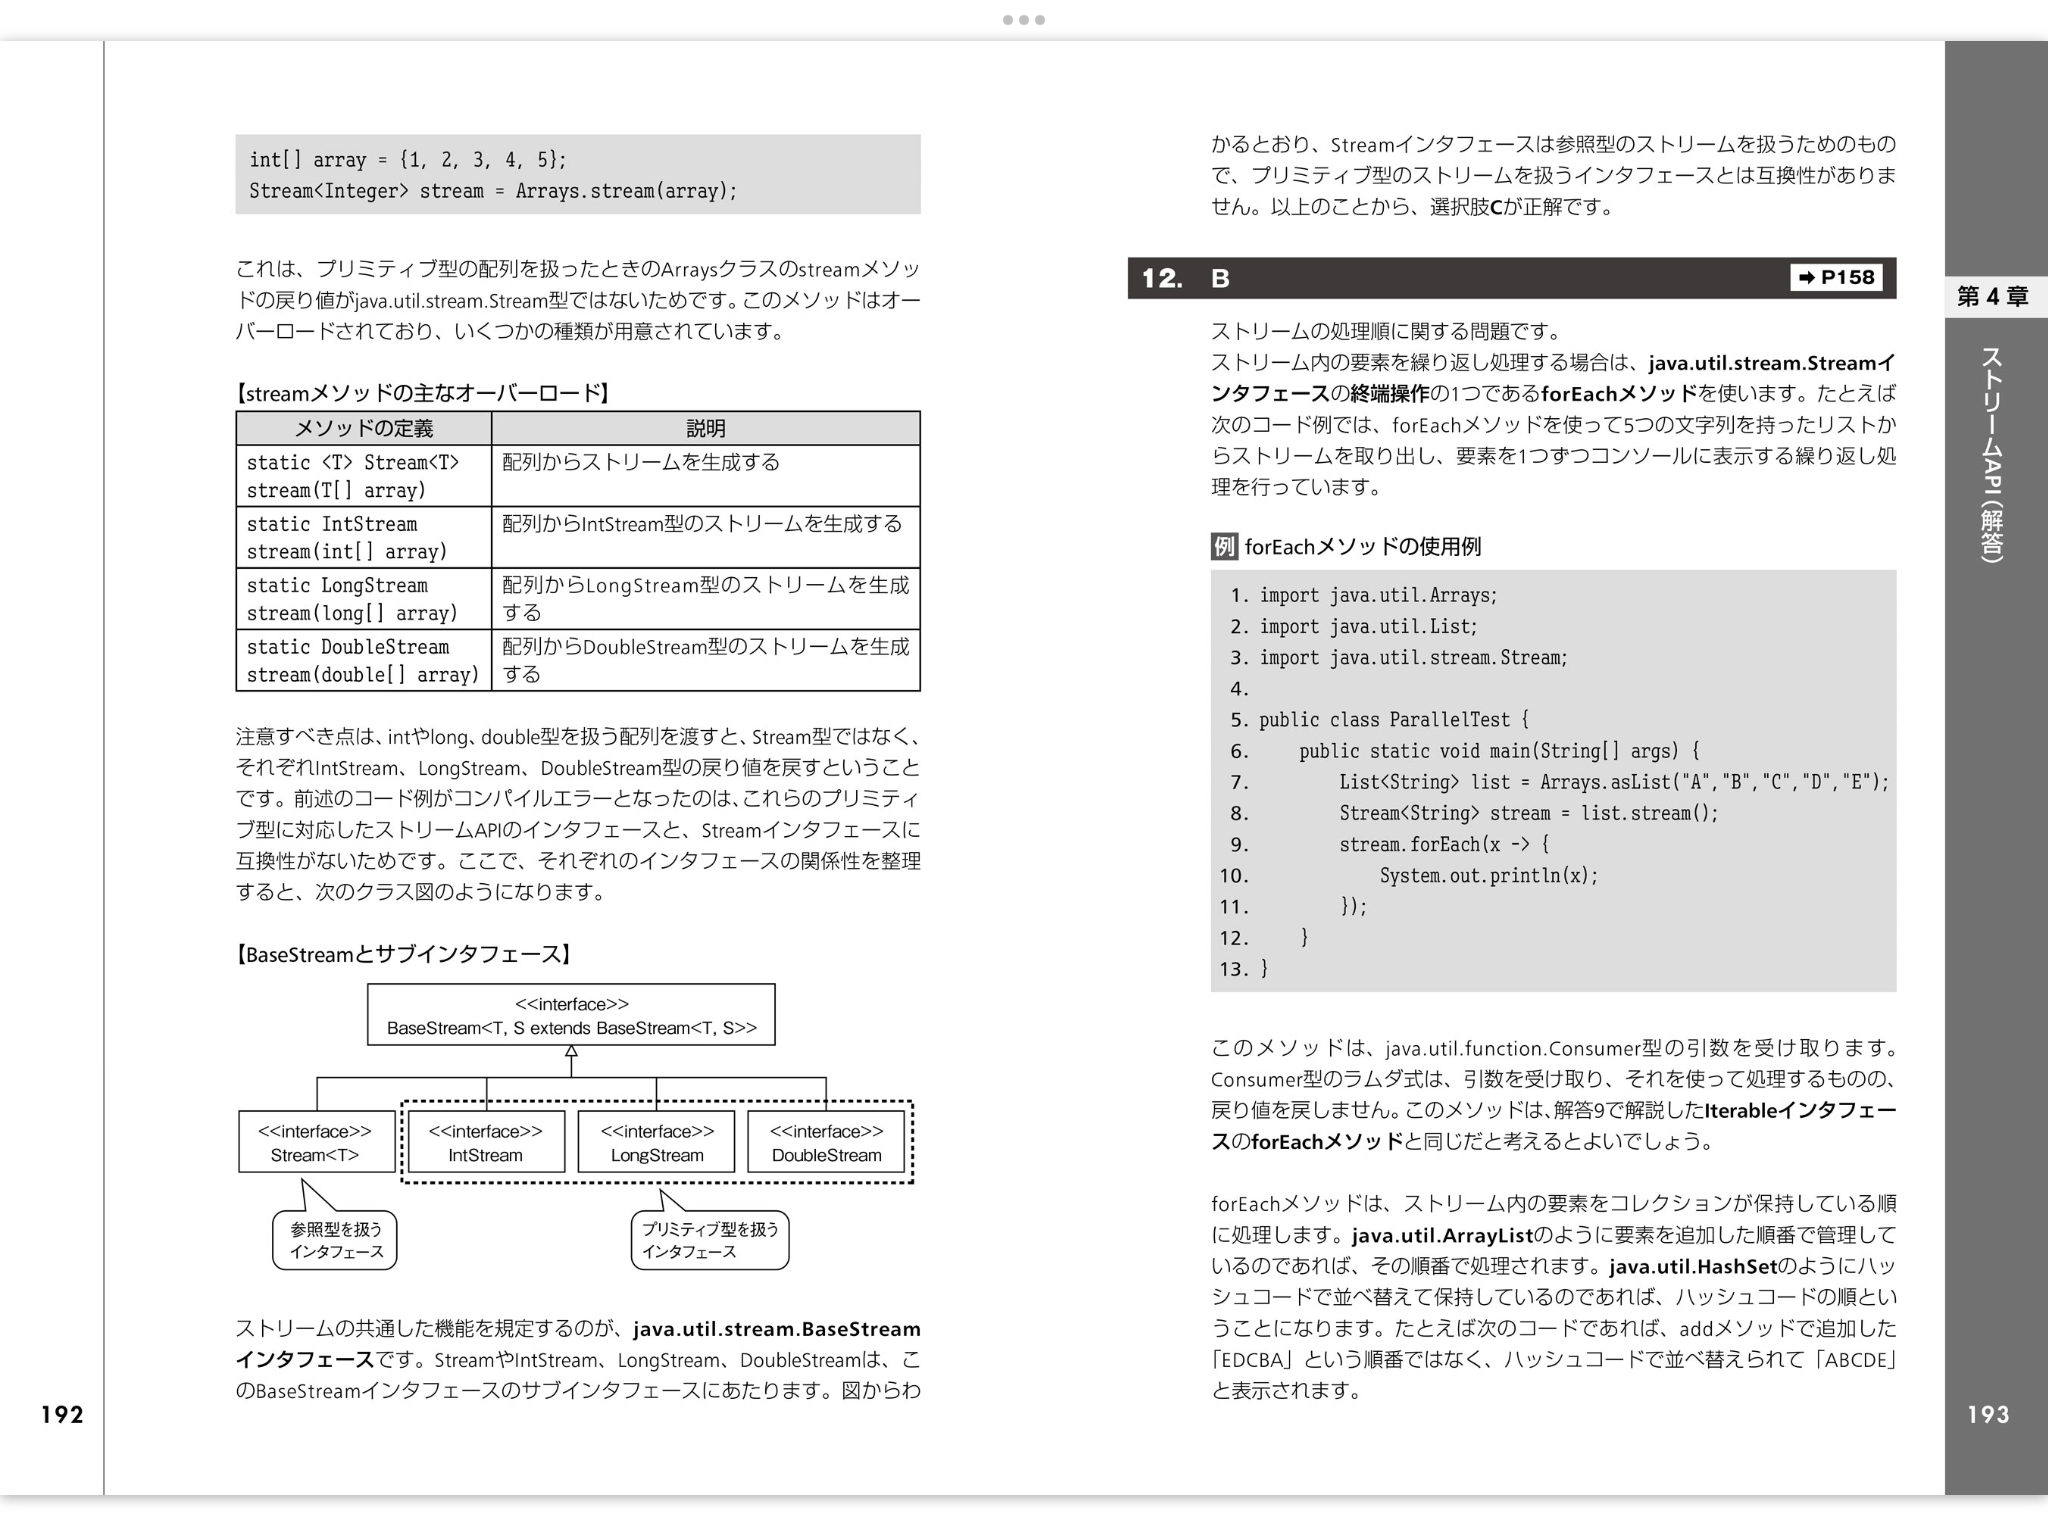 int[] array = {1, 2, 3, 4, 5};
Stream<Integer> stream = Arrays.stream(array);
これは、プリミティブ型の配列を扱ったときのArraysクラスのstreamメソッ
ドの戻り値がjava.util.stream.Stream型ではないためです。このメソッドはオー
バーロードされており、いくつかの種類が用意されています。
【streamメソッドの主なオーバーロード】
メソッドの定義 説明
static <T> Stream<T> 配列からストリームを生成する
stream(T[] array)
static IntStream 配列からIntStream型のストリームを生成する
stream(int[] array)
static LongStream 配列からLongStream型のストリームを生成
stream(long[] array) する
static DoubleStream 配列からDoubleStream型のストリームを生成
stream(double[] array) する
注意すべき点は、intやlong、double型を扱う配列を渡すと、Stream型ではなく、
それぞれIntStream、LongStream、DoubleStream型の戻り値を戻すということ
です。前述のコード例がコンパイルエラーとなったのは、これらのプリミティ
ブ型に対応したストリームAPIのインタフェースと、Streamインタフェースに
互換性がないためです。ここで、それぞれのインタフェースの関係性を整理
すると、次のクラス図のようになります。
【BaseStreamとサブインタフェース】
<<interface>>
BaseStream<T, S extends BaseStream<T, S>>
<<interface>> <<interface>> <<interface>> <<interface>>
Stream<T> IntStream LongStream DoubleStream
参照型を扱う
インタフェース
プリミティブ型を扱う
インタフェース
ストリームの共通した機能を規定するのが、java.util.stream.BaseStream
インタフェースです。StreamやIntStream、LongStream、DoubleStreamは、こ
のBaseStreamインタフェースのサブインタフェースにあたります。図からわ
192
かるとおり、Streamインタフェースは参照型のストリームを扱うためのもの
で、プリミティブ型のストリームを扱うインタフェースとは互換性がありま
せん。以上のことから、選択肢Cが正解です。
12. B ➡ P158
ストリームの処理順に関する問題です。
ストリーム内の要素を繰り返し処理する場合は、java.util.stream.Streamイ
ンタフェースの終端操作の1つであるforEachメソッドを使います。たとえば
次のコード例では、forEachメソッドを使って5つの文字列を持ったリストか
らストリームを取り出し、要素を1つずつコンソールに表示する繰り返し処
理を行っています。
例 forEachメソッドの使用例
1. import java.util.Arrays;
2. import java.util.List;
3. import java.util.stream.Stream;
4.
5. public class ParallelTest {
6.     public static void main(String[] args) {
7.         List<String> list = Arrays.asList("A","B","C","D","E");
8.         Stream<String> stream = list.stream();
9.         stream.forEach(x -> {
10.             System.out.println(x);
11.         });
12.     }
13. }
このメソッドは、java.util.function.Consumer型の引数を受け取ります。
Consumer型のラムダ式は、引数を受け取り、それを使って処理するものの、
戻り値を戻しません。このメソッドは、解答9で解説したIterableインタフェー
スのforEachメソッドと同じだと考えるとよいでしょう。
forEachメソッドは、ストリーム内の要素をコレクションが保持している順
に処理します。java.util.ArrayListのように要素を追加した順番で管理して
いるのであれば、その順番で処理されます。java.util.HashSetのようにハッ
シュコードで並べ替えて保持しているのであれば、ハッシュコードの順とい
うことになります。たとえば次のコードであれば、addメソッドで追加した
「EDCBA」という順番ではなく、ハッシュコードで並べ替えられて「ABCDE」
と表示されます。
第4章
ストリームAPI（解答）
193